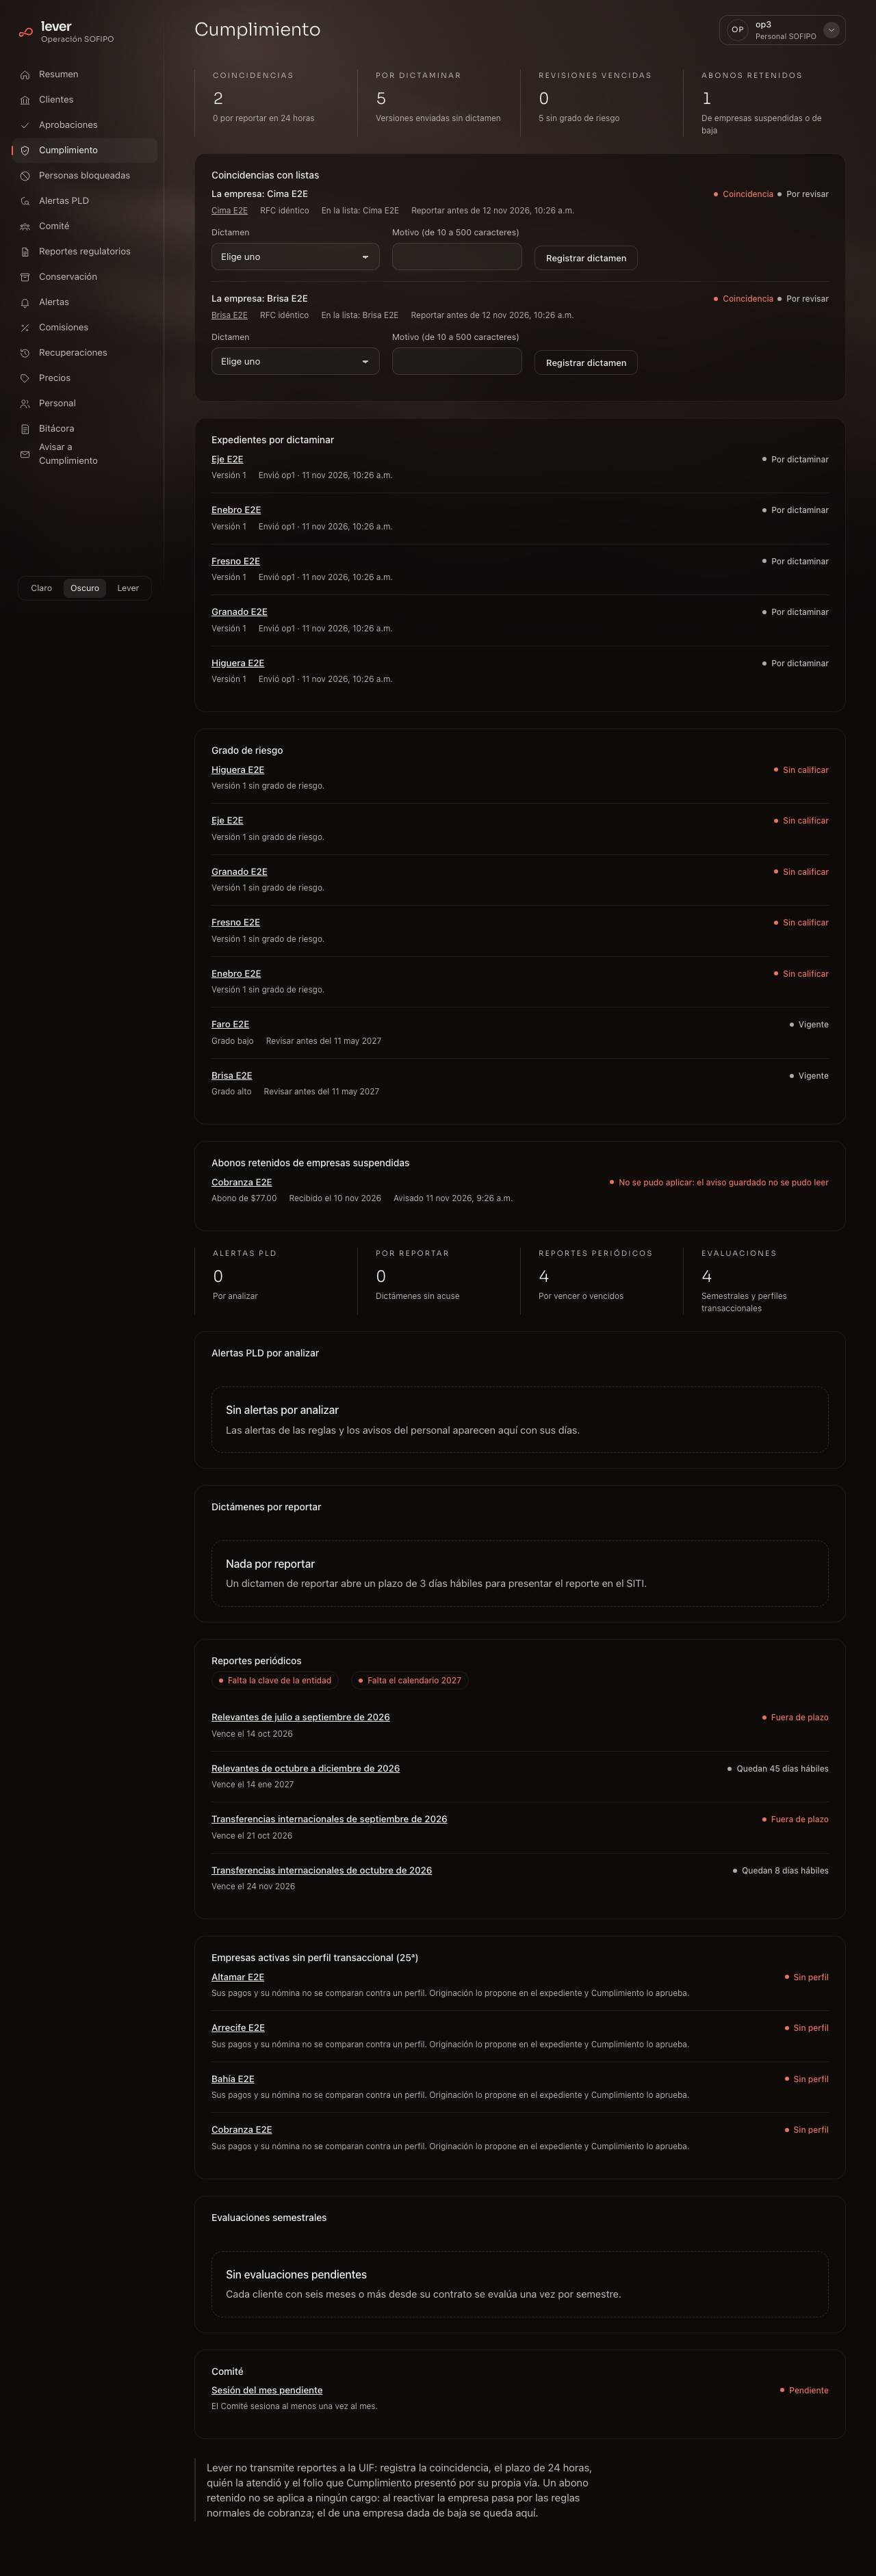 lever
Operación SOFIPO
Resumen
Clientes
Aprobaciones
Cumplimiento
Personas bloqueadas
Alertas PLD
Comité
Reportes regulatorios
Conservación
Alertas
Comisiones
Recuperaciones
Precios
Personal
Bitácora
Avisar a
Cumplimiento
Claro Oscuro Lever
Cumplimiento
OP
op3
Personal SOFIPO
COINCIDENCIAS
2
0 por reportar en 24 horas
POR DICTAMINAR
5
Versiones enviadas sin dictamen
REVISIONES VENCIDAS
0
5 sin grado de riesgo
ABONOS RETENIDOS
1
De empresas suspendidas o de
baja
Coincidencias con listas
La empresa: Cima E2E Coincidencia Por revisar
Cima E2E RFC idéntico En la lista: Cima E2E Reportar antes de 12 nov 2026, 10:26 a.m.
Dictamen Motivo (de 10 a 500 caracteres)
Elige uno Registrar dictamen
La empresa: Brisa E2E Coincidencia Por revisar
Brisa E2E RFC idéntico En la lista: Brisa E2E Reportar antes de 12 nov 2026, 10:26 a.m.
Dictamen Motivo (de 10 a 500 caracteres)
Elige uno Registrar dictamen
Expedientes por dictaminar
Eje E2E Por dictaminar
Versión 1 Envió op1 · 11 nov 2026, 10:26 a.m.
Enebro E2E Por dictaminar
Versión 1 Envió op1 · 11 nov 2026, 10:26 a.m.
Fresno E2E Por dictaminar
Versión 1 Envió op1 · 11 nov 2026, 10:26 a.m.
Granado E2E Por dictaminar
Versión 1 Envió op1 · 11 nov 2026, 10:26 a.m.
Higuera E2E Por dictaminar
Versión 1 Envió op1 · 11 nov 2026, 10:26 a.m.
Grado de riesgo
Higuera E2E Sin calificar
Versión 1 sin grado de riesgo.
Eje E2E Sin calificar
Versión 1 sin grado de riesgo.
Granado E2E Sin calificar
Versión 1 sin grado de riesgo.
Fresno E2E Sin calificar
Versión 1 sin grado de riesgo.
Enebro E2E Sin calificar
Versión 1 sin grado de riesgo.
Faro E2E Vigente
Grado bajo Revisar antes del 11 may 2027
Brisa E2E Vigente
Grado alto Revisar antes del 11 may 2027
Abonos retenidos de empresas suspendidas
Cobranza E2E No se pudo aplicar: el aviso guardado no se pudo leer
Abono de $77.00 Recibido el 10 nov 2026 Avisado 11 nov 2026, 9:26 a.m.
ALERTAS PLD
0
Por analizar
POR REPORTAR
0
Dictámenes sin acuse
REPORTES PERIÓDICOS
4
Por vencer o vencidos
EVALUACIONES
4
Semestrales y perfiles
transaccionales
Alertas PLD por analizar
Sin alertas por analizar
Las alertas de las reglas y los avisos del personal aparecen aquí con sus días.
Dictámenes por reportar
Nada por reportar
Un dictamen de reportar abre un plazo de 3 días hábiles para presentar el reporte en el SITI.
Reportes periódicos
Falta la clave de la entidad Falta el calendario 2027
Relevantes de julio a septiembre de 2026 Fuera de plazo
Vence el 14 oct 2026
Relevantes de octubre a diciembre de 2026 Quedan 45 días hábiles
Vence el 14 ene 2027
Transferencias internacionales de septiembre de 2026 Fuera de plazo
Vence el 21 oct 2026
Transferencias internacionales de octubre de 2026 Quedan 8 días hábiles
Vence el 24 nov 2026
Empresas activas sin perfil transaccional (25ª)
Altamar E2E Sin perfil
Sus pagos y su nómina no se comparan contra un perfil. Originación lo propone en el expediente y Cumplimiento lo aprueba.
Arrecife E2E Sin perfil
Sus pagos y su nómina no se comparan contra un perfil. Originación lo propone en el expediente y Cumplimiento lo aprueba.
Bahía E2E Sin perfil
Sus pagos y su nómina no se comparan contra un perfil. Originación lo propone en el expediente y Cumplimiento lo aprueba.
Cobranza E2E Sin perfil
Sus pagos y su nómina no se comparan contra un perfil. Originación lo propone en el expediente y Cumplimiento lo aprueba.
Evaluaciones semestrales
Sin evaluaciones pendientes
Cada cliente con seis meses o más desde su contrato se evalúa una vez por semestre.
Comité
Sesión del mes pendiente Pendiente
El Comité sesiona al menos una vez al mes.
Lever no transmite reportes a la UIF: registra la coincidencia, el plazo de 24 horas,
quién la atendió y el folio que Cumplimiento presentó por su propia vía. Un abono
retenido no se aplica a ningún cargo: al reactivar la empresa pasa por las reglas
normales de cobranza; el de una empresa dada de baja se queda aquí.